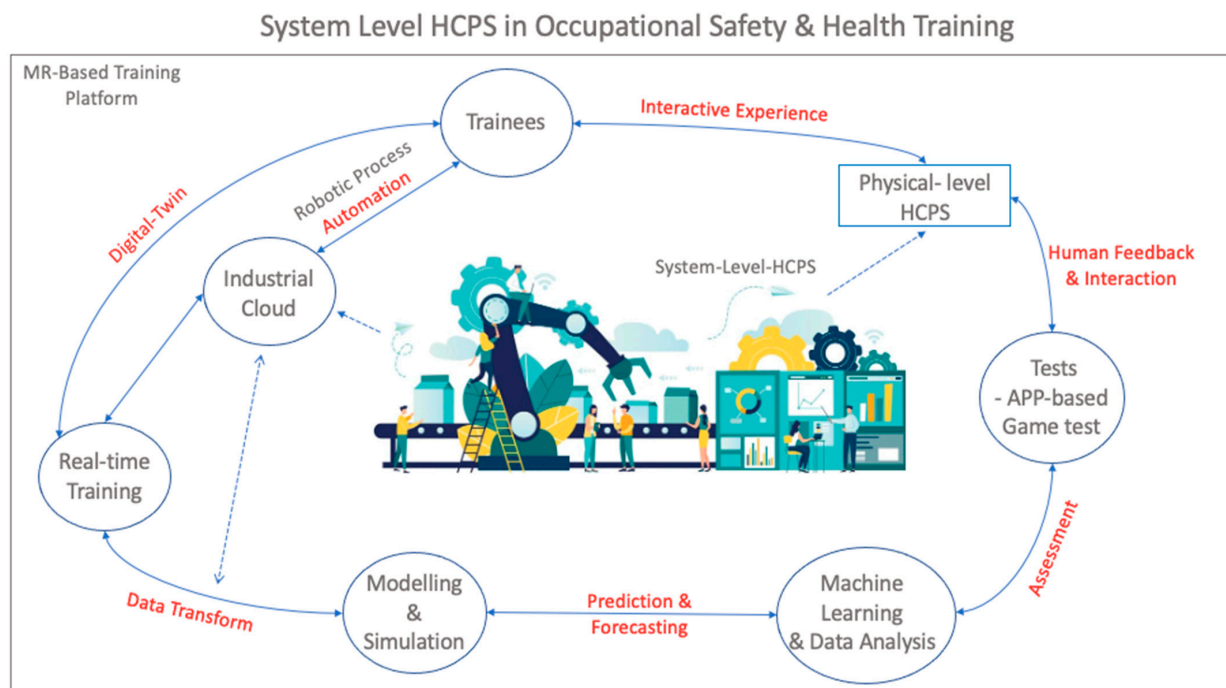 System Level HCPS in Occupational Safety & Health Training
MR-Based Training
Platform
Trainees
Interactive Experience
Physical- level
HCPS
Robotic Process
Automation
Digital-Twin
Industrial
Cloud
System-Level-HCPS
Human Feedback
& Interaction
Tests
- APP-based
Game test
Real-time
Training
Assessment
Data Transform
Modelling
&
Simulation
Prediction &
Forecasting
Machine
Learning
& Data Analysis